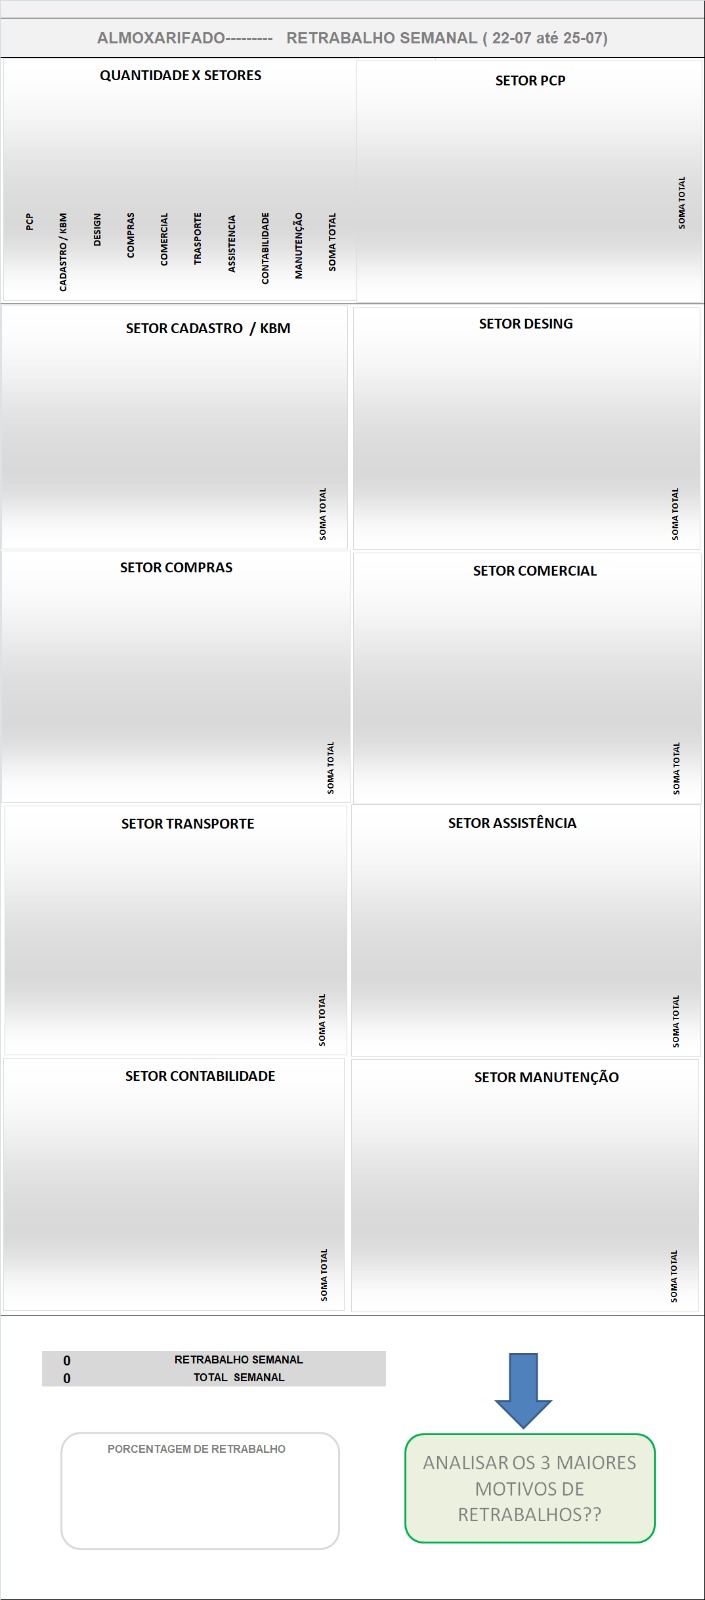 ALMOXARIFADO--------- RETRABALHO SEMANAL ( 22-07 até 25-07)
QUANTIDADE X SETORES
PCP
CADASTRO / KBM
DESIGN
COMPRAS
COMERCIAL
TRASPORTE
ASSISTENCIA
CONTABILIDADE
MANUTENÇÃO
SOMA TOTAL
SETOR PCP
SOMA TOTAL
SETOR CADASTRO / KBM
SOMA TOTAL
SETOR DESING
SOMA TOTAL
SETOR COMPRAS
SOMA TOTAL
SETOR COMERCIAL
SOMA TOTAL
SETOR TRANSPORTE
SOMA TOTAL
SETOR ASSISTÊNCIA
SOMA TOTAL
SETOR CONTABILIDADE
SOMA TOTAL
SETOR MANUTENÇÃO
SOMA TOTAL
0 RETRABALHO SEMANAL
0 TOTAL SEMANAL
PORCENTAGEM DE RETRABALHO
ANALISAR OS 3 MAIORES
MOTIVOS DE
RETRABALHOS??